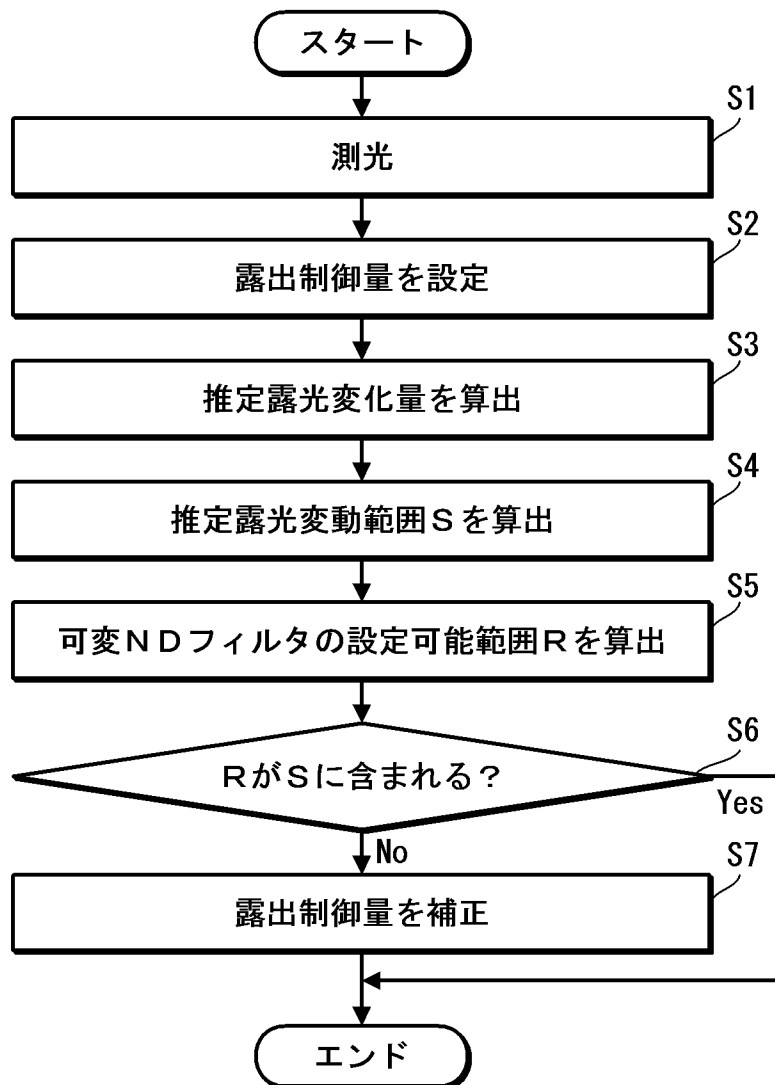 スタート
S1
測光
S2
露出制御量を設定
S3
推定露光変化量を算出
S4
推定露光変動範囲Sを算出
S5
可変NDフィルタの設定可能範囲Rを算出
S6
RがSに含まれる?
Yes
No
S7
露出制御量を補正
エンド